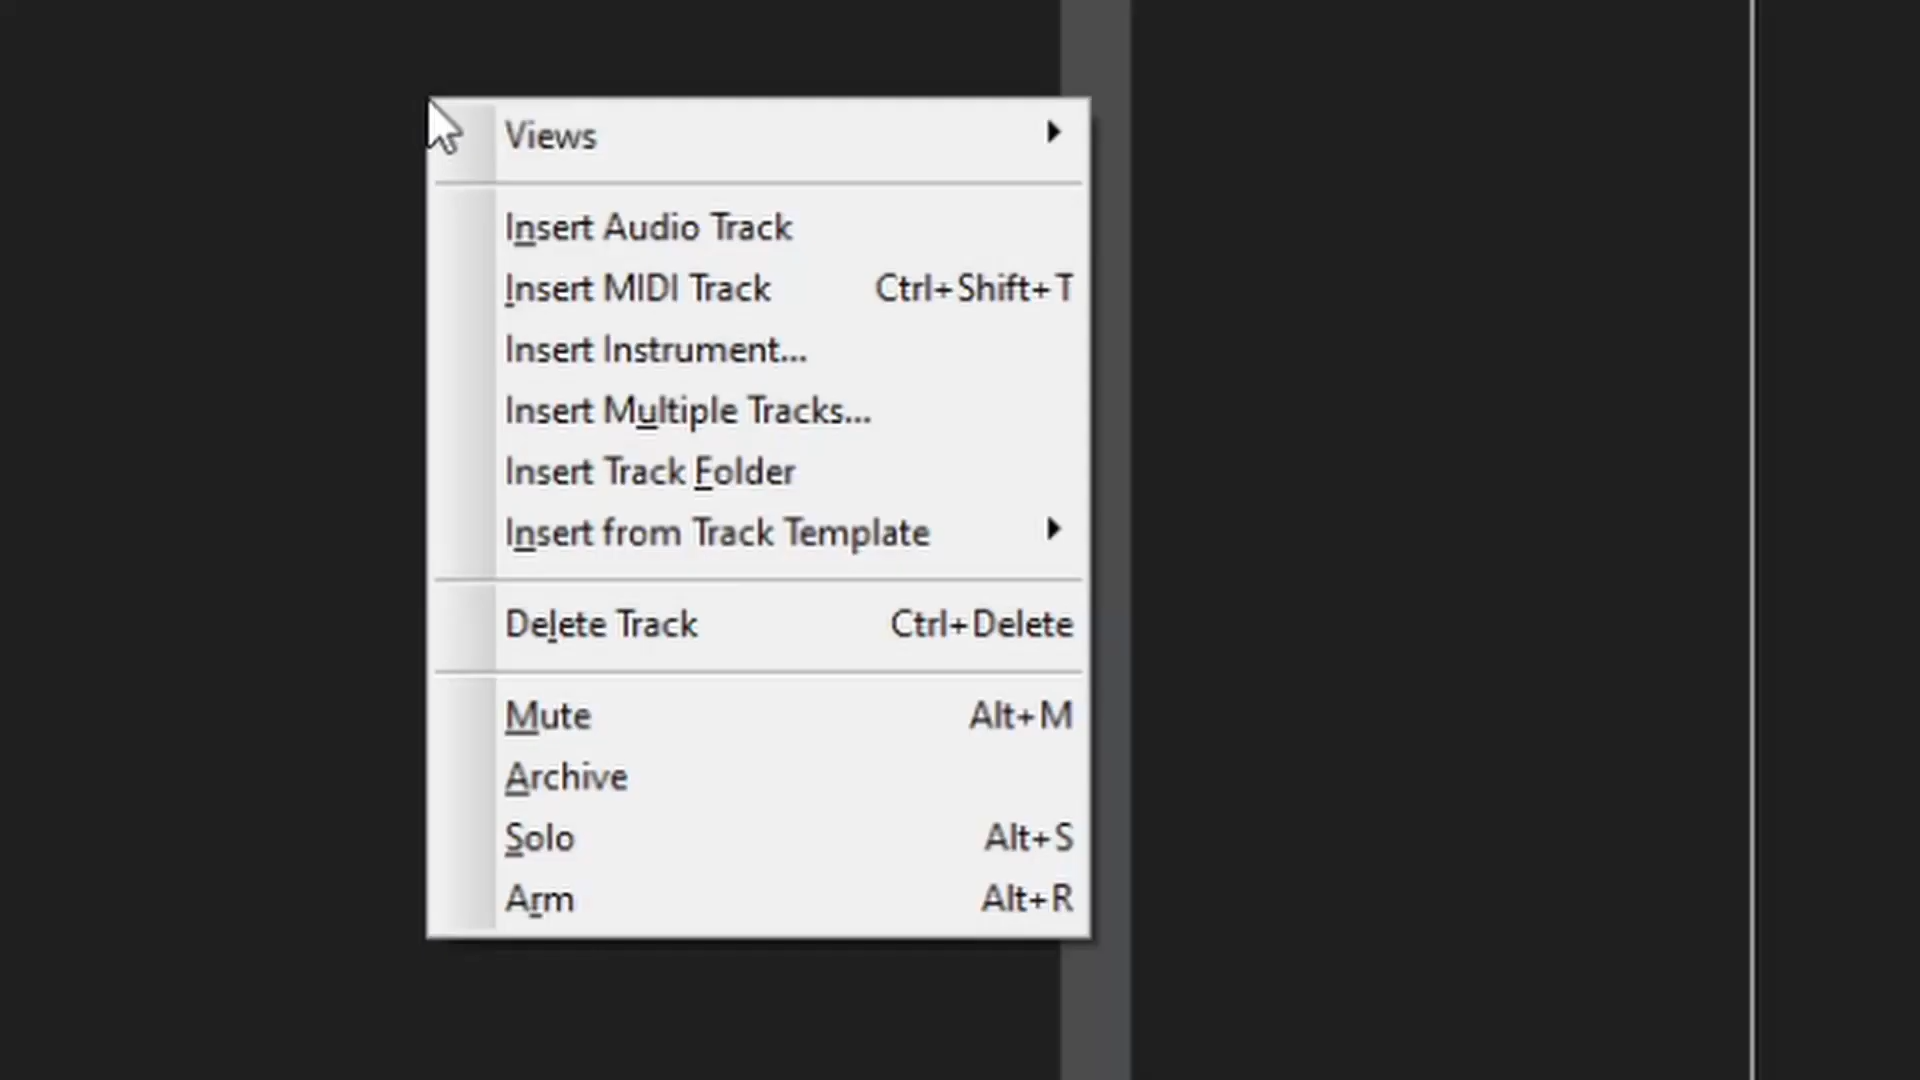 Views
Insert Audio Track
Insert MIDI Track Ctrl+Shift+T
Insert Instrument...
Insert Multiple Tracks...
Insert Track Folder
Insert from Track Template
Delete Track Ctrl+Delete
Mute Alt+M
Archive
Solo Alt+S
Arm Alt+R